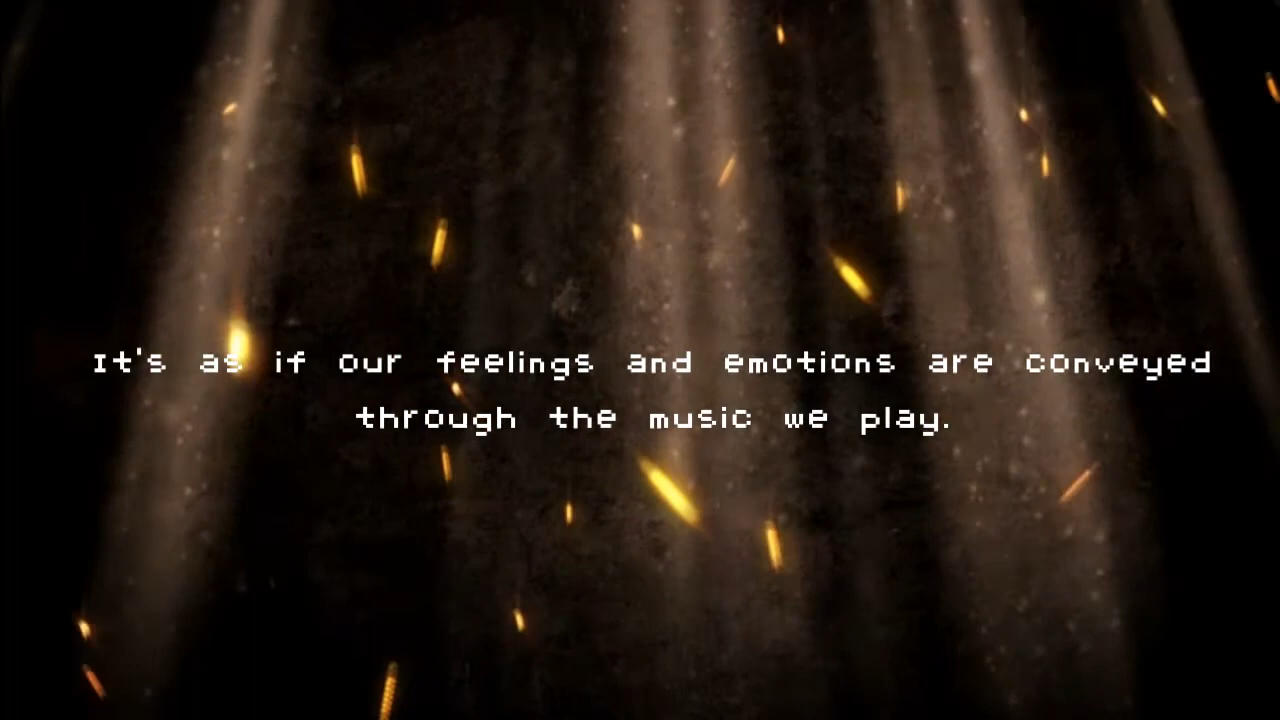 It's as if our feelings and emotions are conveyed
through the music we play.